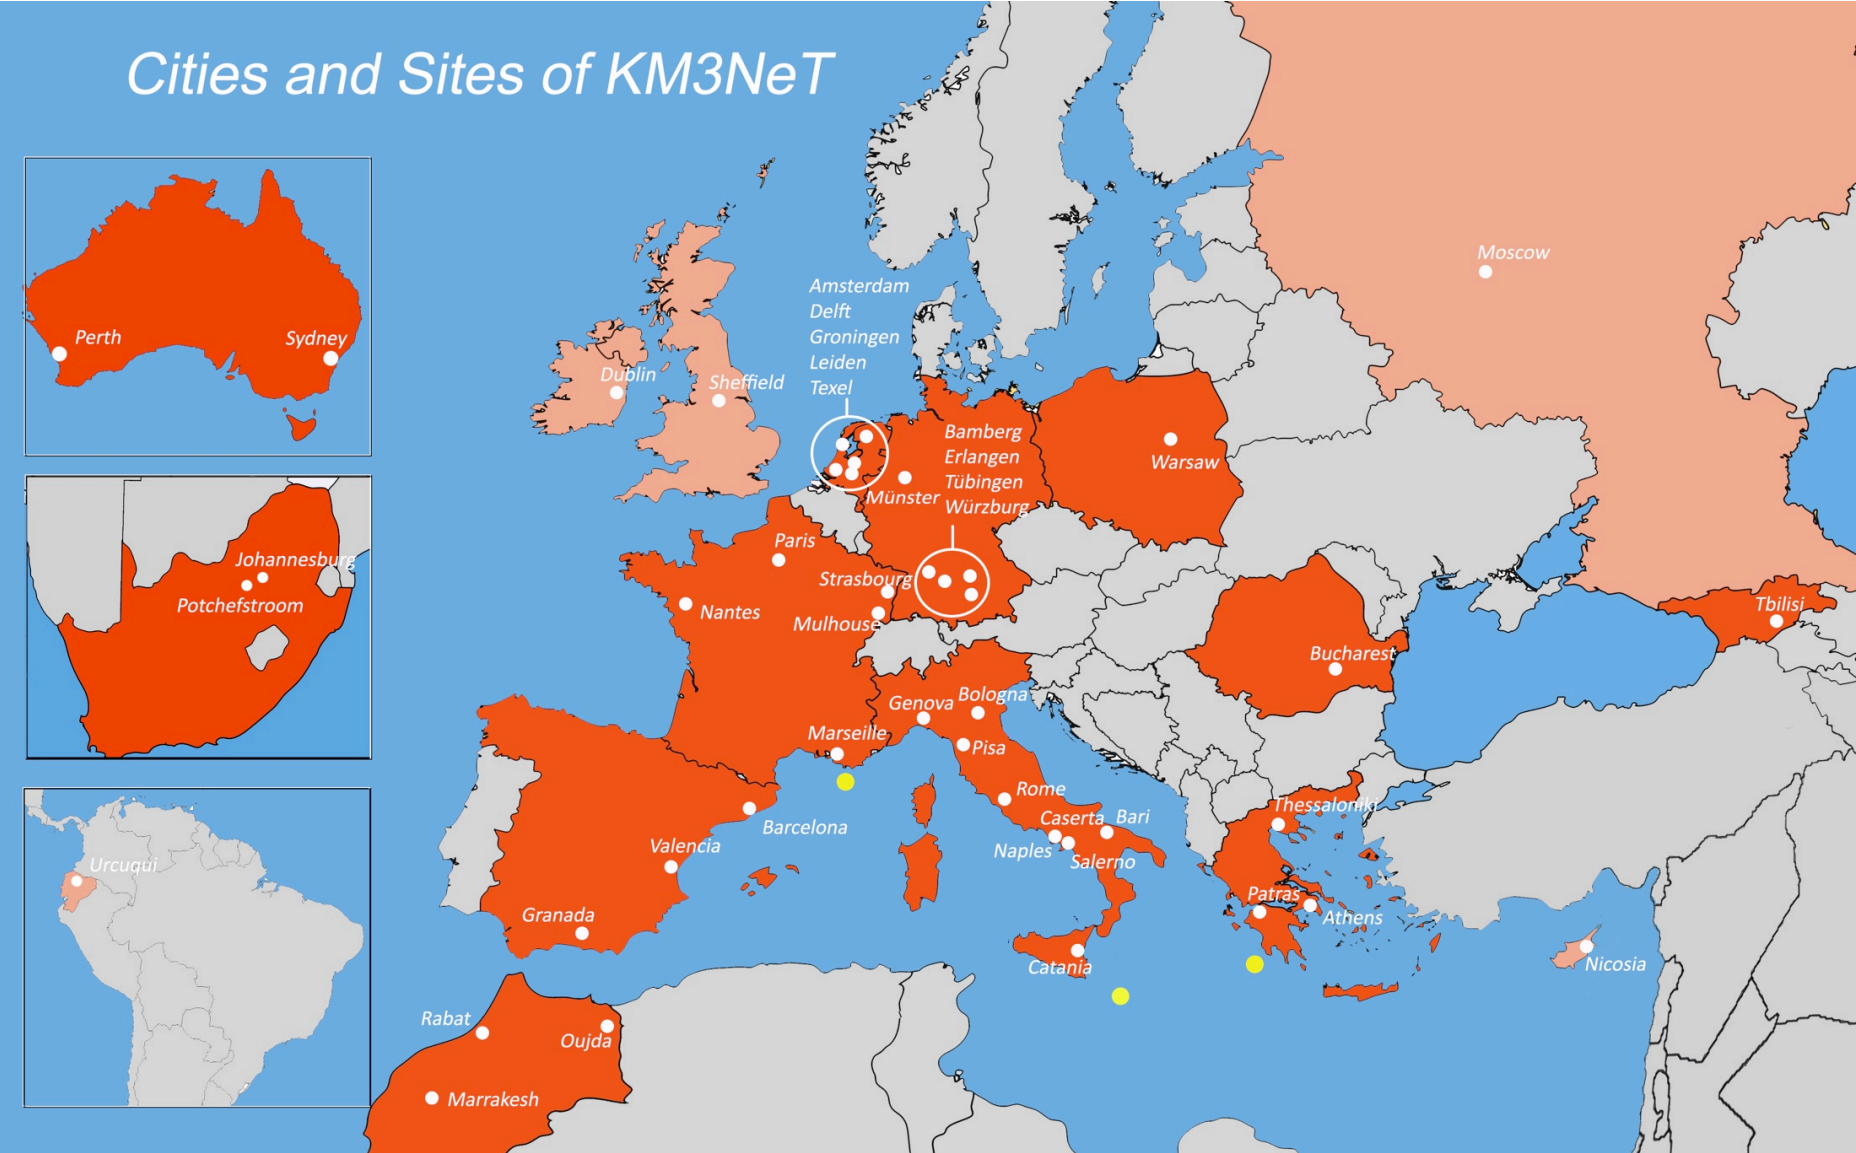 Cities and Sites of KM3NeT
Perth
Sydney
Johannesburg
Potchefstroom
Urcuqui
Moscow
Dublin
Sheffield
Amsterdam
Delft
Groningen
Leiden
Texel
Münster
Bamberg
Erlangen
Tübingen
Würzburg
Warsaw
Paris
Strasbourg
Nantes
Mulhouse
Tbilisi
Bucharest
Genova
Bologna
Marseille
Pisa
Rome
Barcelona
Caserta
Bari
Naples
Salerno
Thessaloniki
Valencia
Granada
Patras
Athens
Catania
Nicosia
Rabat
Oujda
Marrakesh